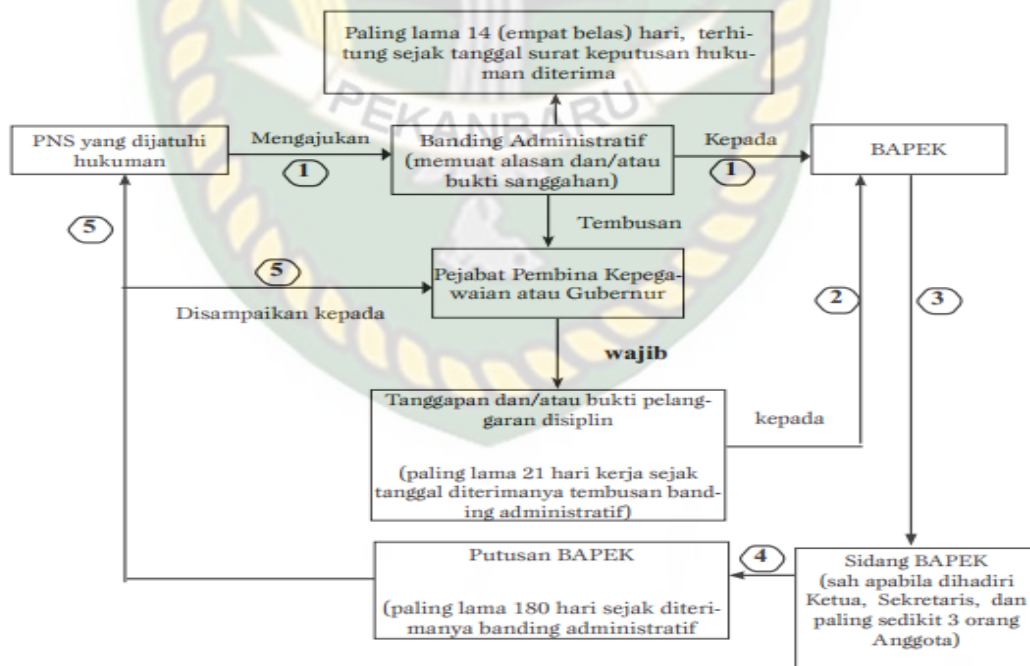 Paling lama 14 (empat belas) hari, terhi-
tung sejak tanggal surat keputusan huku-
man diterima
PEKANBARU
PNS yang dijatuhi
hukuman
Mengajukan
1
Banding Administratif
(memuat alasan dan/atau
bukti sanggahan)
Kepada
1
BAPEK
Tembusan
5
5
Disampaikan kepada
Pejabat Pembina Kepega-
waian atau Gubernur
2
3
wajib
Tanggapan dan/atau bukti pelang-
garan disiplin
(paling lama 21 hari kerja sejak
tanggal diterimanya tembusan band-
ing administratif)
kepada
Putusan BAPEK
(paling lama 180 hari sejak diteri-
manya banding administratif
4
Sidang BAPEK
(sah apabila dihadiri
Ketua, Sekretaris, dan
paling sedikit 3 orang
Anggota)